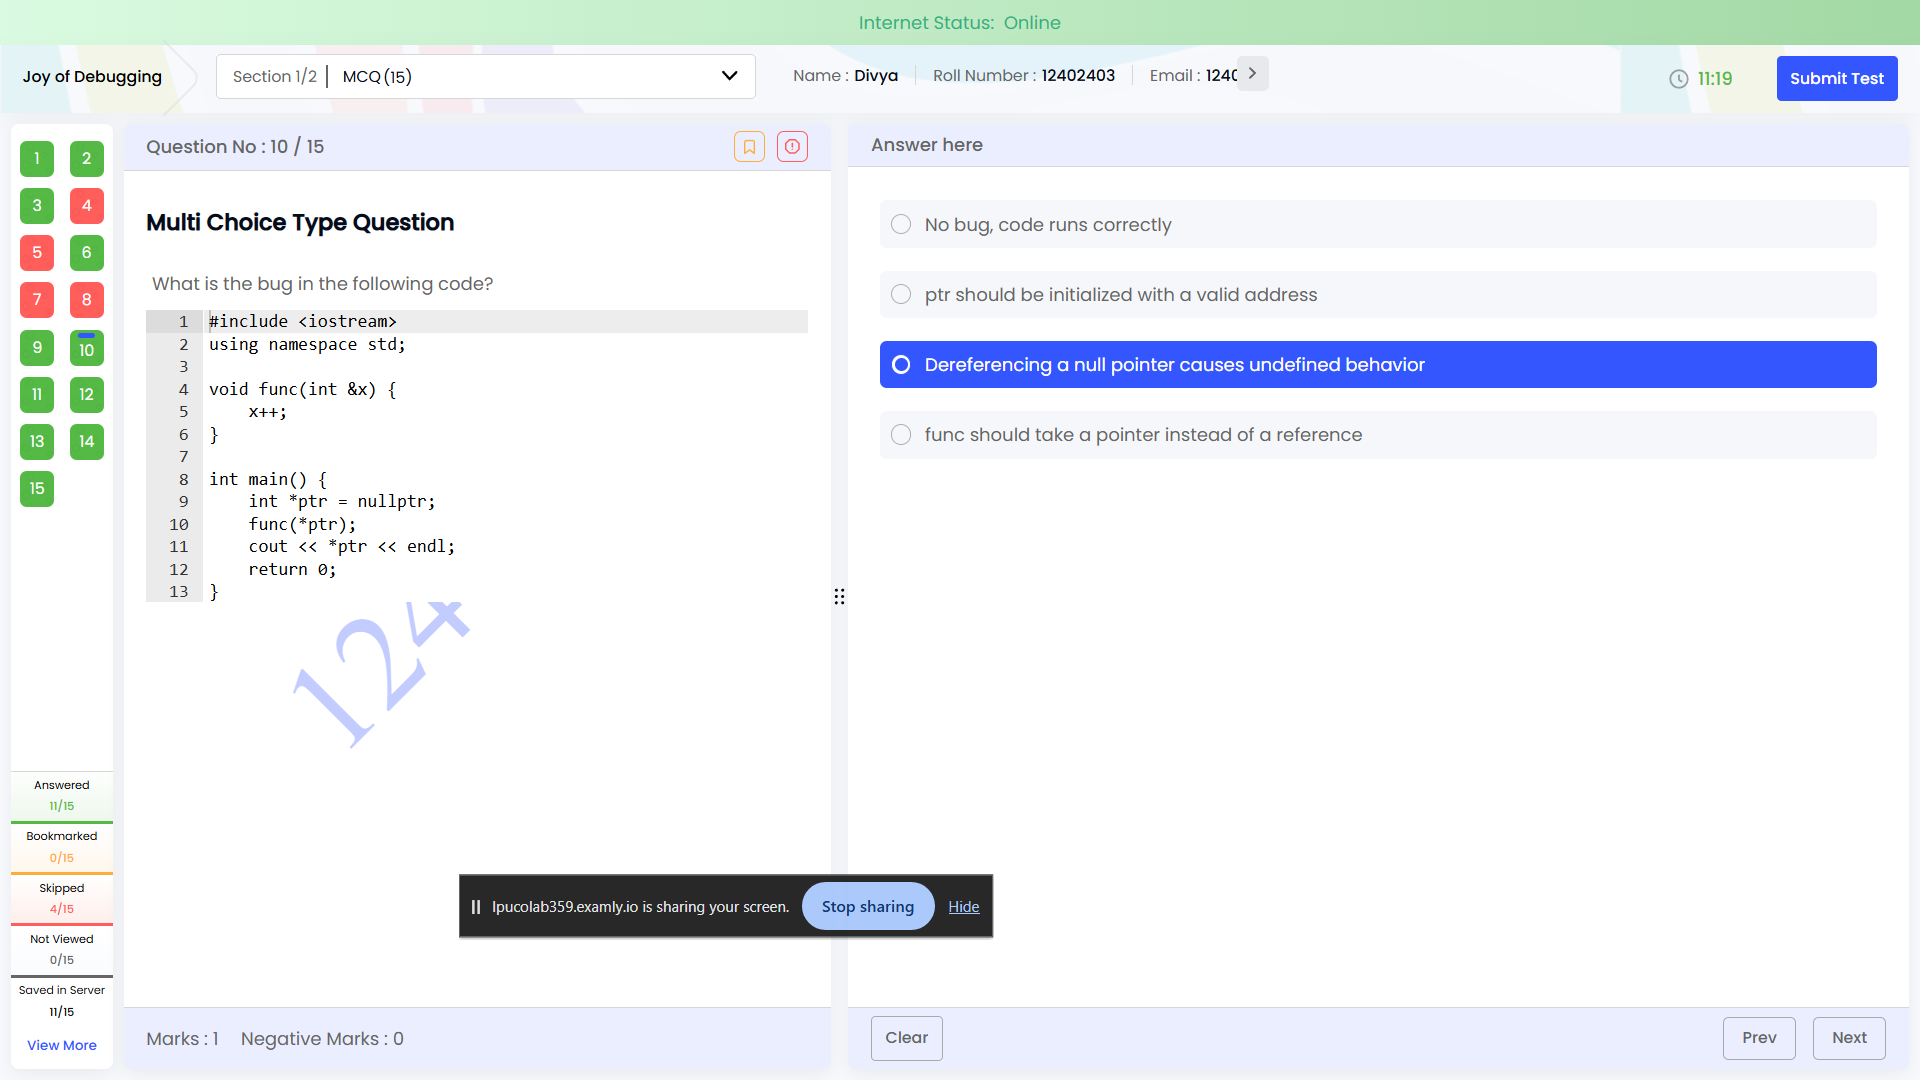 Internet Status: Online
Joy of Debugging
Section 1/2 | MCQ (15)
Name : Divya
Roll Number : 12402403
Email : 1240
11:19
Submit Test
1 2
3 4
5 6
7 8
9 10
11 12
13 14
15
Answered
11/15
Bookmarked
0/15
Skipped
4/15
Not Viewed
0/15
Saved in Server
11/15
View More
Question No : 10 / 15
Multi Choice Type Question
What is the bug in the following code?
1 #include <iostream>
2 using namespace std;
3
4 void func(int &x) {
5     x++;
6 }
7
8 int main() {
9     int *ptr = nullptr;
10     func(*ptr);
11     cout << *ptr << endl;
12     return 0;
13 }
124
Marks : 1 Negative Marks : 0
Answer here
No bug, code runs correctly
ptr should be initialized with a valid address
Dereferencing a null pointer causes undefined behavior
func should take a pointer instead of a reference
lpucolab359.examly.io is sharing your screen.
Stop sharing
Hide
Clear
Prev
Next